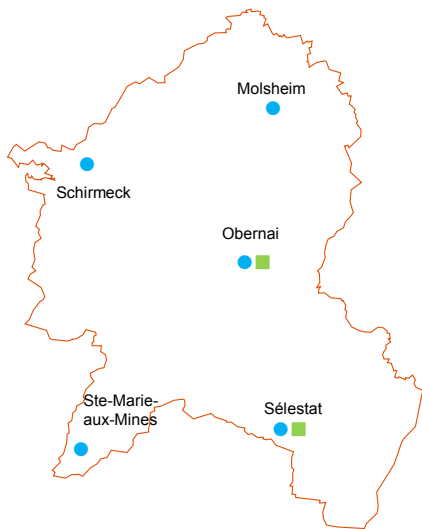 Molsheim
Schirmeck
Obernai
Ste-Marie-
aux-Mines
Sélestat